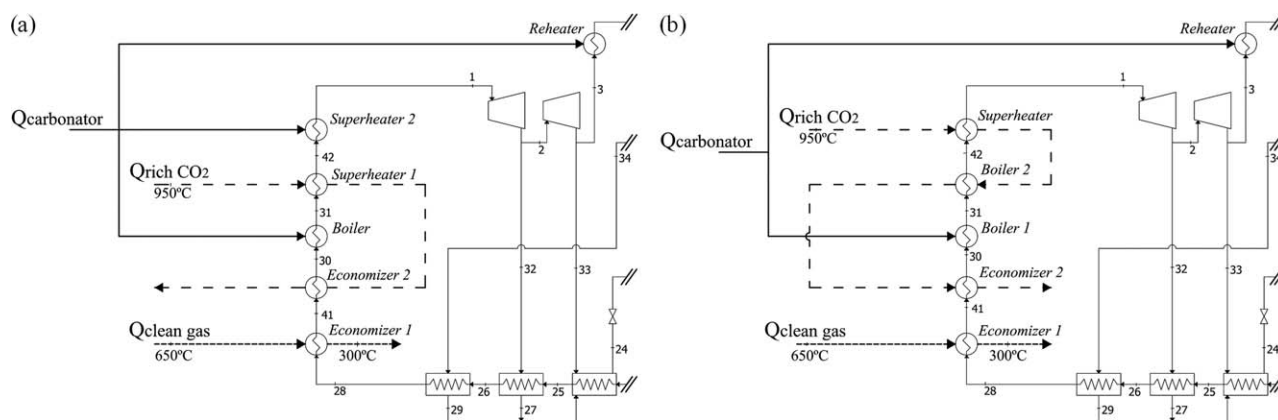 (a)
Reheater
1
3
Qcarbonator
Superheater 2
2
42
34
Qrich CO2
950ºC
Superheater 1
31
Boiler
30
32
33
Economizer 2
41
Qclean gas
650ºC
Economizer 1
300ºC
24
28
26
25
29
27
(b)
Reheater
1
3
Qrich CO2
950ºC
Superheater
2
Qcarbonator
42
34
Boiler 2
31
Boiler 1
30
32
33
Economizer 2
41
Qclean gas
650ºC
Economizer 1
300ºC
24
28
26
25
29
27